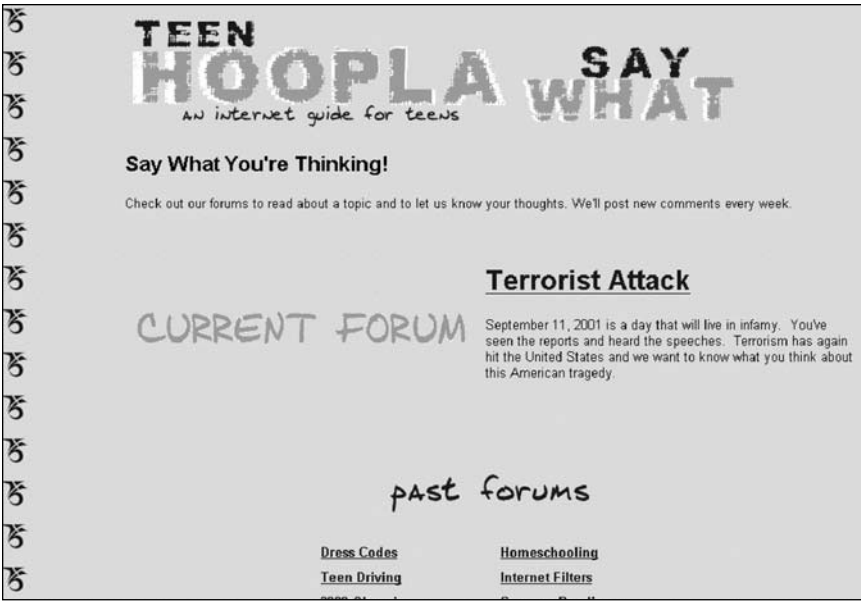 TEEN
HOOPLA
an internet guide for teens
SAY
WHAT
Say What You're Thinking!
Check out our forums to read about a topic and to let us know your thoughts. We'll post new comments every week.
CURRENT FORUM
Terrorist Attack
September 11, 2001 is a day that will live in infamy. You've
seen the reports and heard the speeches. Terrorism has again
hit the United States and we want to know what you think about
this American tragedy.
past forums
Dress Codes
Homeschooling
Teen Driving
Internet Filters